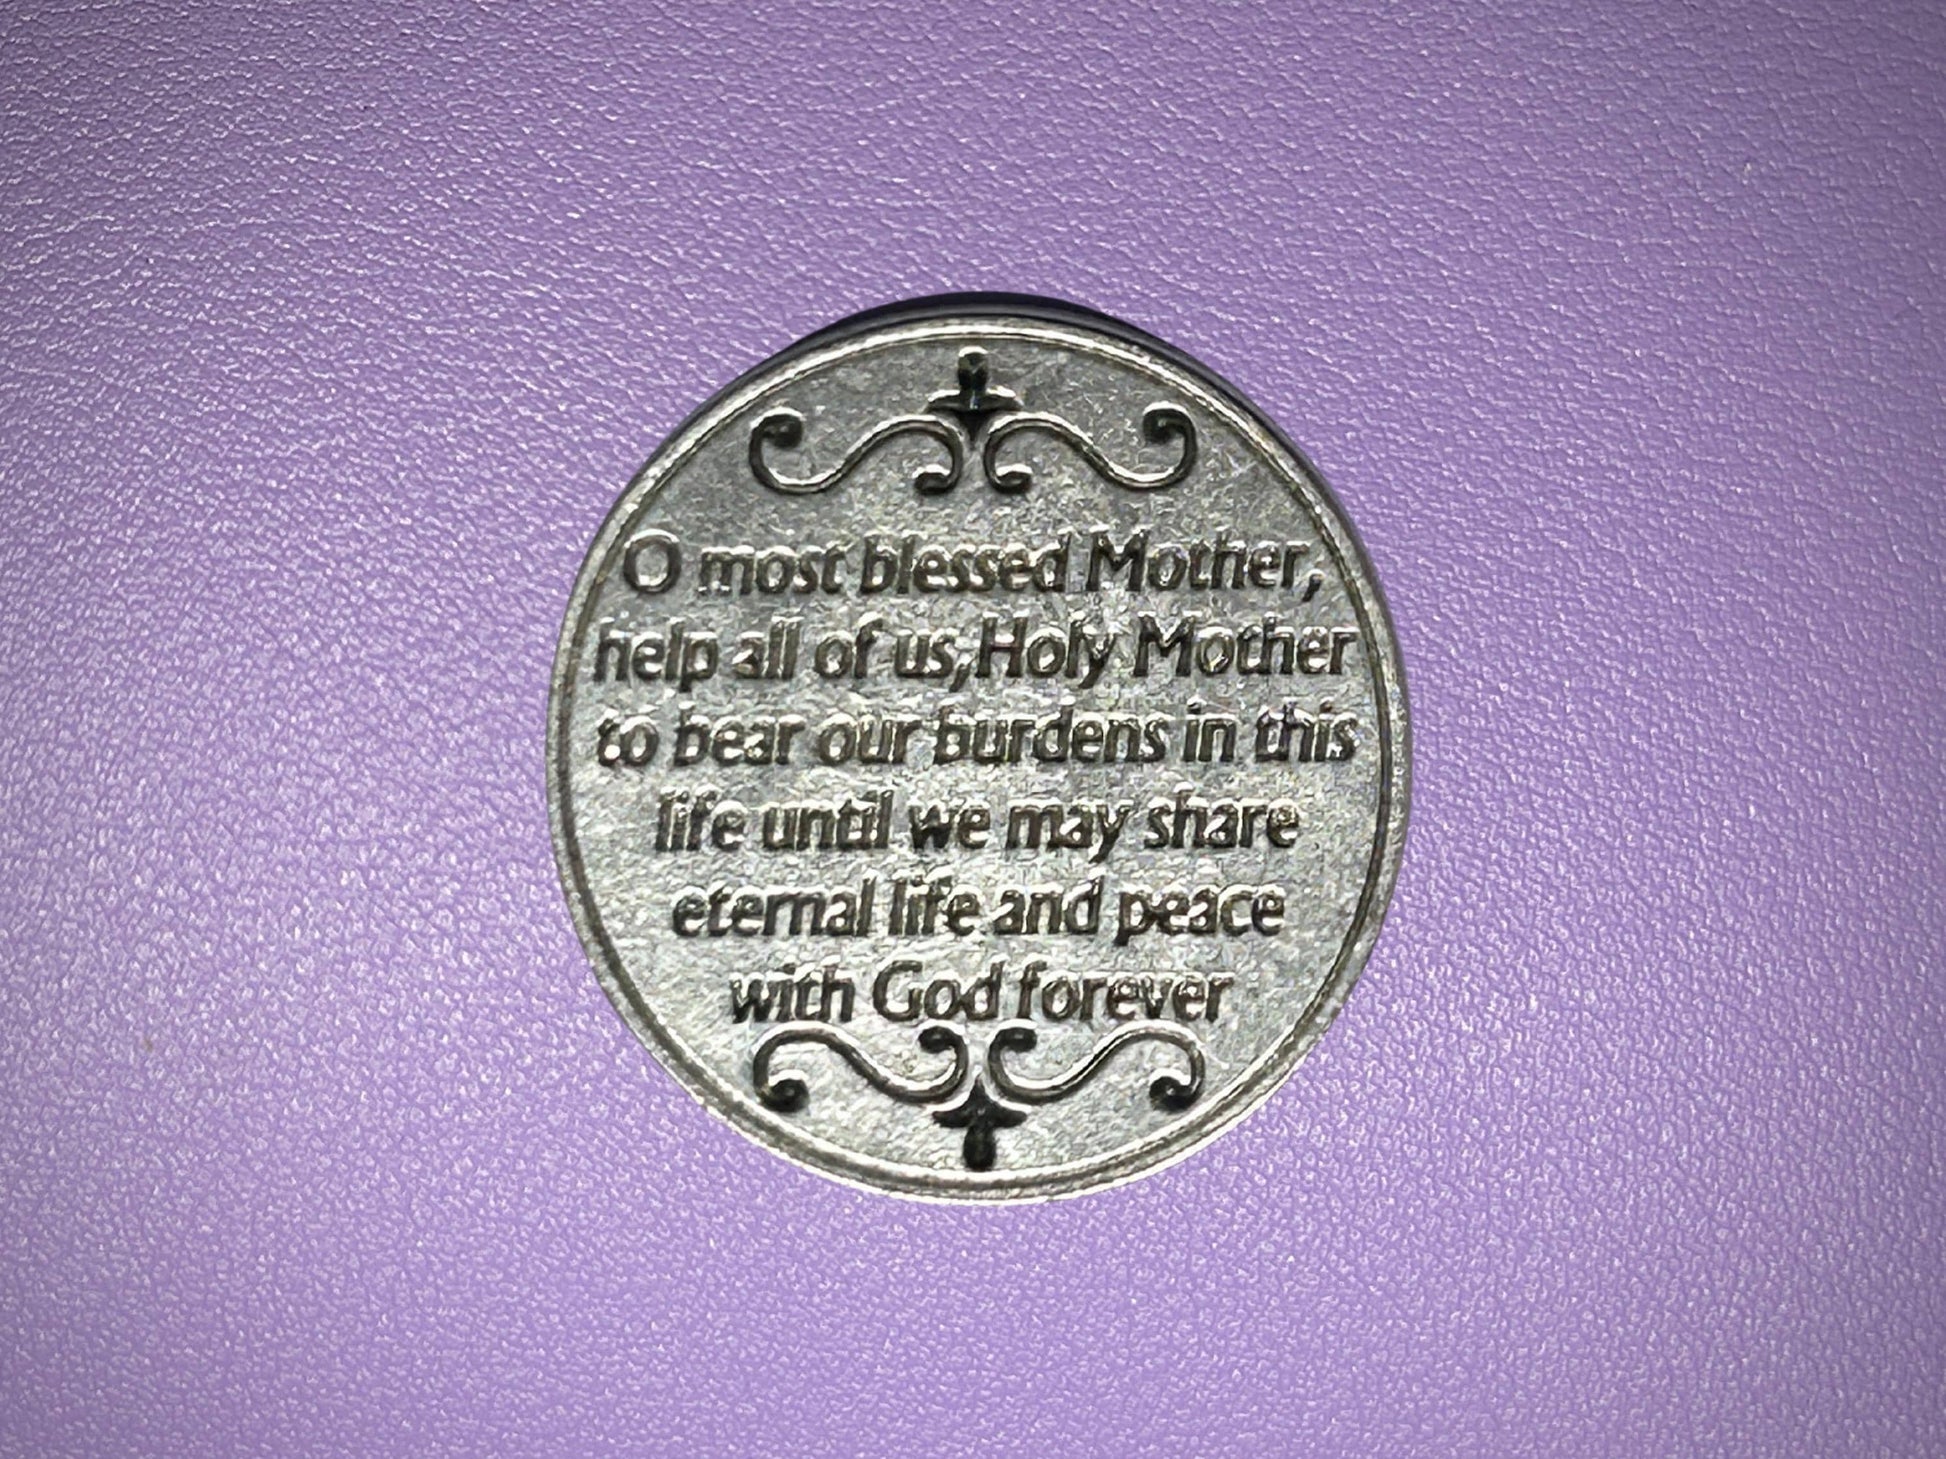 O most blessed Mother,
help all of us, Holy Mother
to bear our burdens in this
life until we may share
eternal life and peace
with God forever